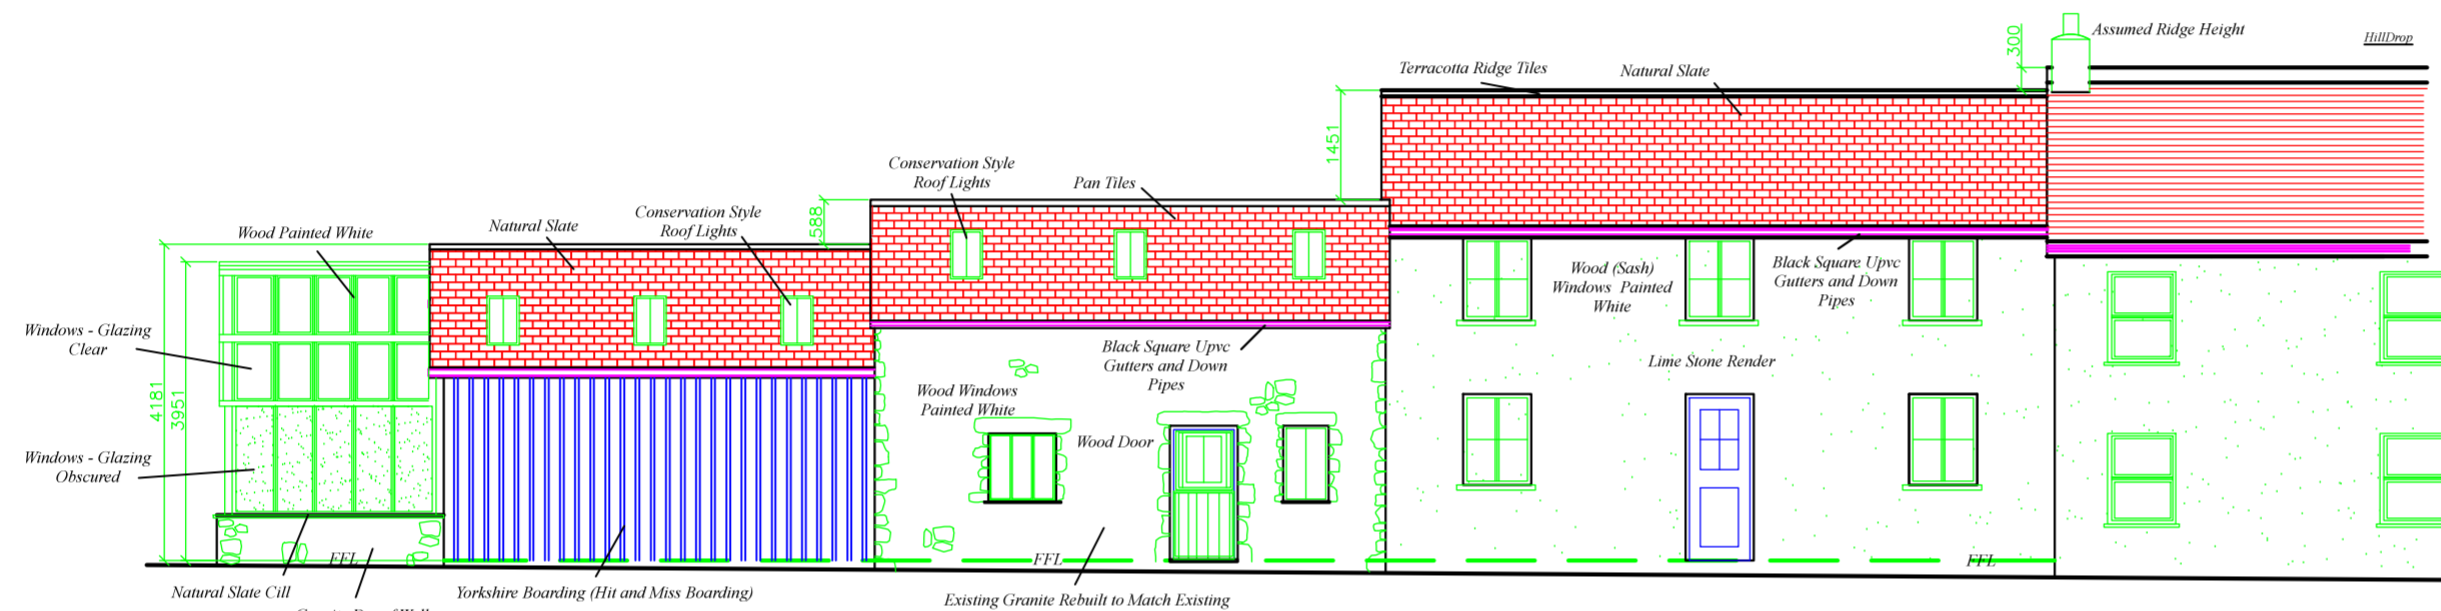 Assumed Ridge Height
HillDrop
300
Terracotta Ridge Tiles
Natural Slate
1451
Conservation Style
Roof Lights
Pan Tiles
588
Conservation Style
Roof Lights
Natural Slate
Wood Painted White
Wood (Sash)
Windows Painted
White
Black Square Upvc
Gutters and Down
Pipes
Windows - Glazing
Clear
Black Square Upvc
Gutters and Down
Pipes
Lime Stone Render
4181
3951
Wood Windows
Painted White
Wood Door
Windows - Glazing
Obscured
FFL
FFL
FFL
Natural Slate Cill
Yorkshire Boarding (Hit and Miss Boarding)
Existing Granite Rebuilt to Match Existing